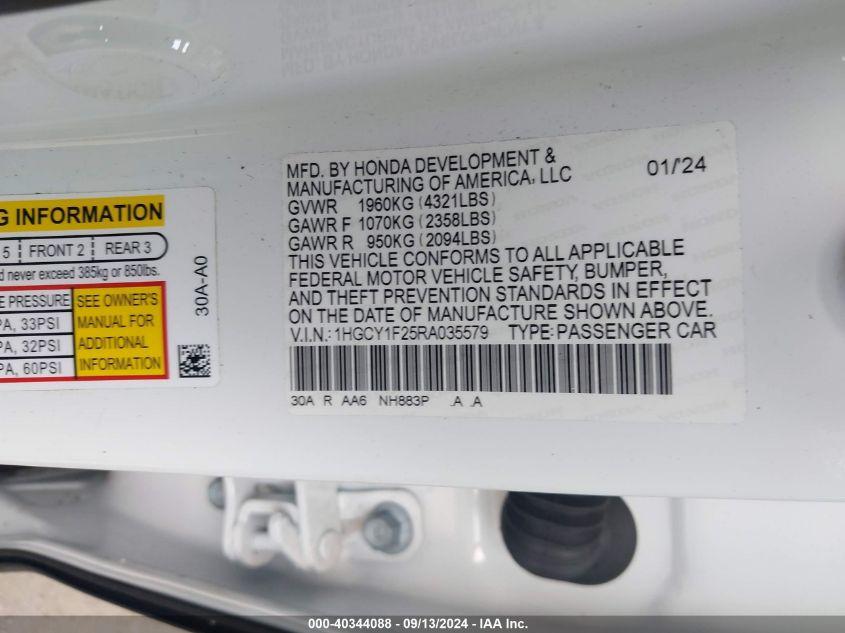 MFD. BY HONDA DEVELOPMENT &
MANUFACTURING OF AMERICA, LLC 01/'24
GVWR 1960KG (4321LBS)
GAWR F 1070KG (2358LBS)
GAWR R 950KG (2094LBS)
THIS VEHICLE CONFORMS TO ALL APPLICABLE
FEDERAL MOTOR VEHICLE SAFETY, BUMPER,
AND THEFT PREVENTION STANDARDS IN EFFECT
ON THE DATE OF MANUFACTURE SHOWN ABOVE.
V.I.N.: 1HGCY1F25RA035579 TYPE: PASSENGER CAR
30A R AA6 NH883P .A .A
G INFORMATION
5 FRONT 2 REAR 3
d never exceed 385kg or 850lbs.
E PRESSURE
PA, 33PSI
PA, 32PSI
PA, 60PSI
SEE OWNER'S
MANUAL FOR
ADDITIONAL
INFORMATION
30A-A0
000-40344088 - 09/13/2024 - IAA Inc.